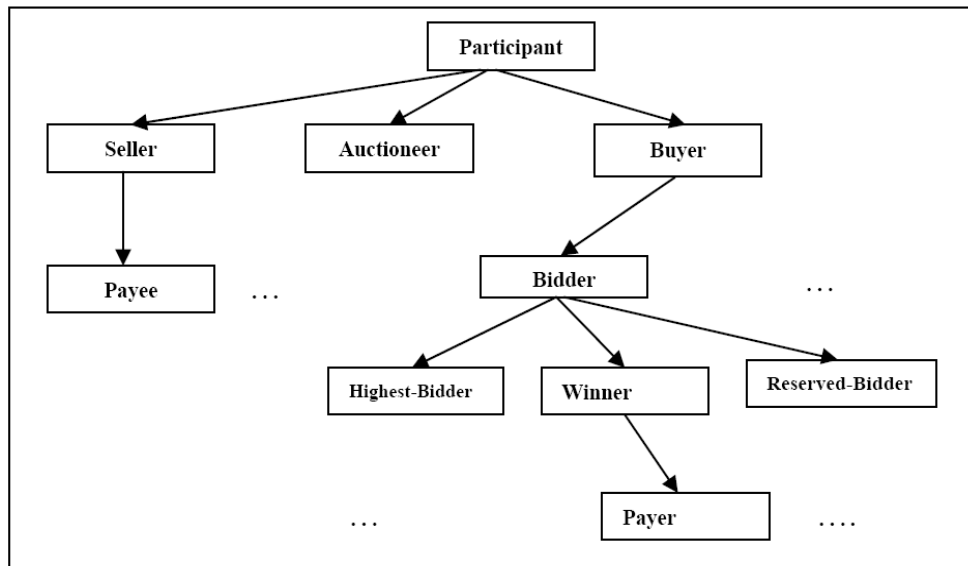 Participant
Seller
Auctioneer
Buyer
Payee
...
Bidder
...
Highest-Bidder
Winner
Reserved-Bidder
...
Payer
....